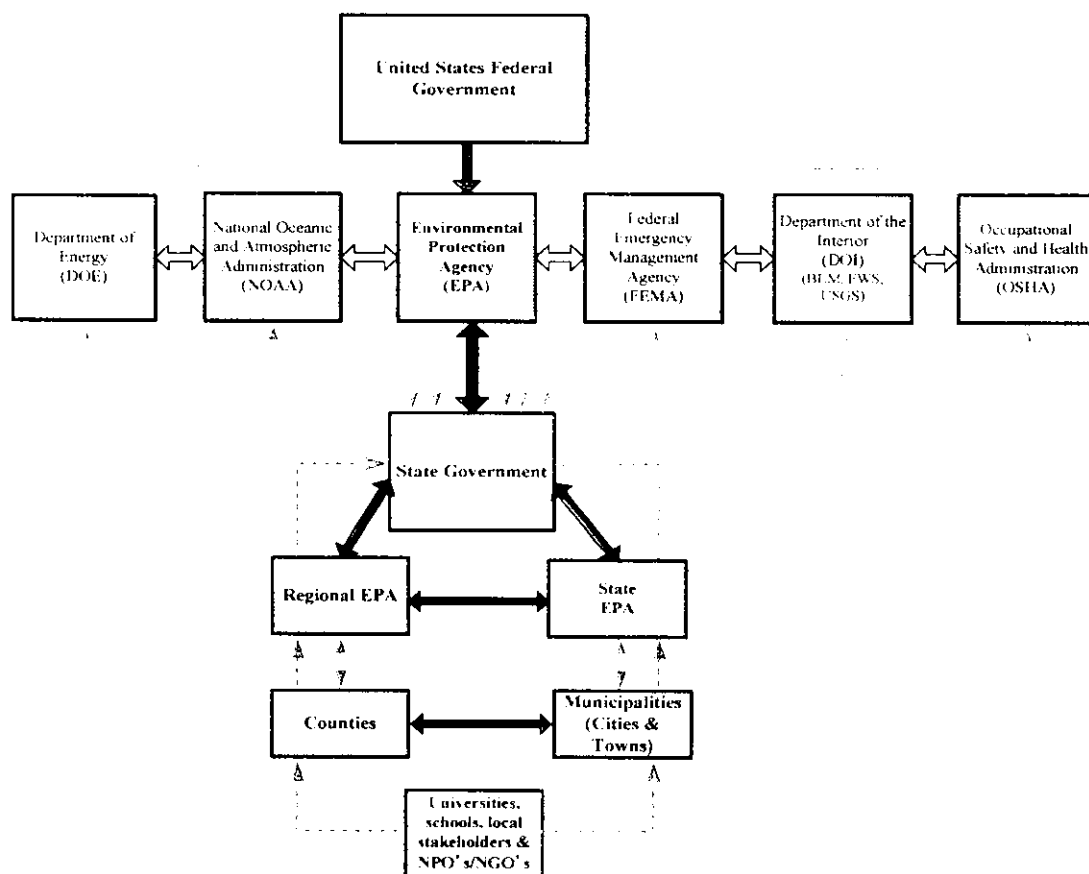 United States Federal
Government
Department of
Energy
(DOE)
National Oceanic
and Atmospheric
Administration
(NOAA)
Environmental
Protection
Agency
(EPA)
Federal
Emergency
Management
Agency
(FEMA)
Department of the
Interior
(DOI)
(BLM, FWS,
USGS)
Occupational
Safety and Health
Administration
(OSHA)
State Government
Regional EPA
State
EPA
Counties
Municipalities
(Cities &
Towns)
Universities,
schools, local
stakeholders &
NPO's/NGO's